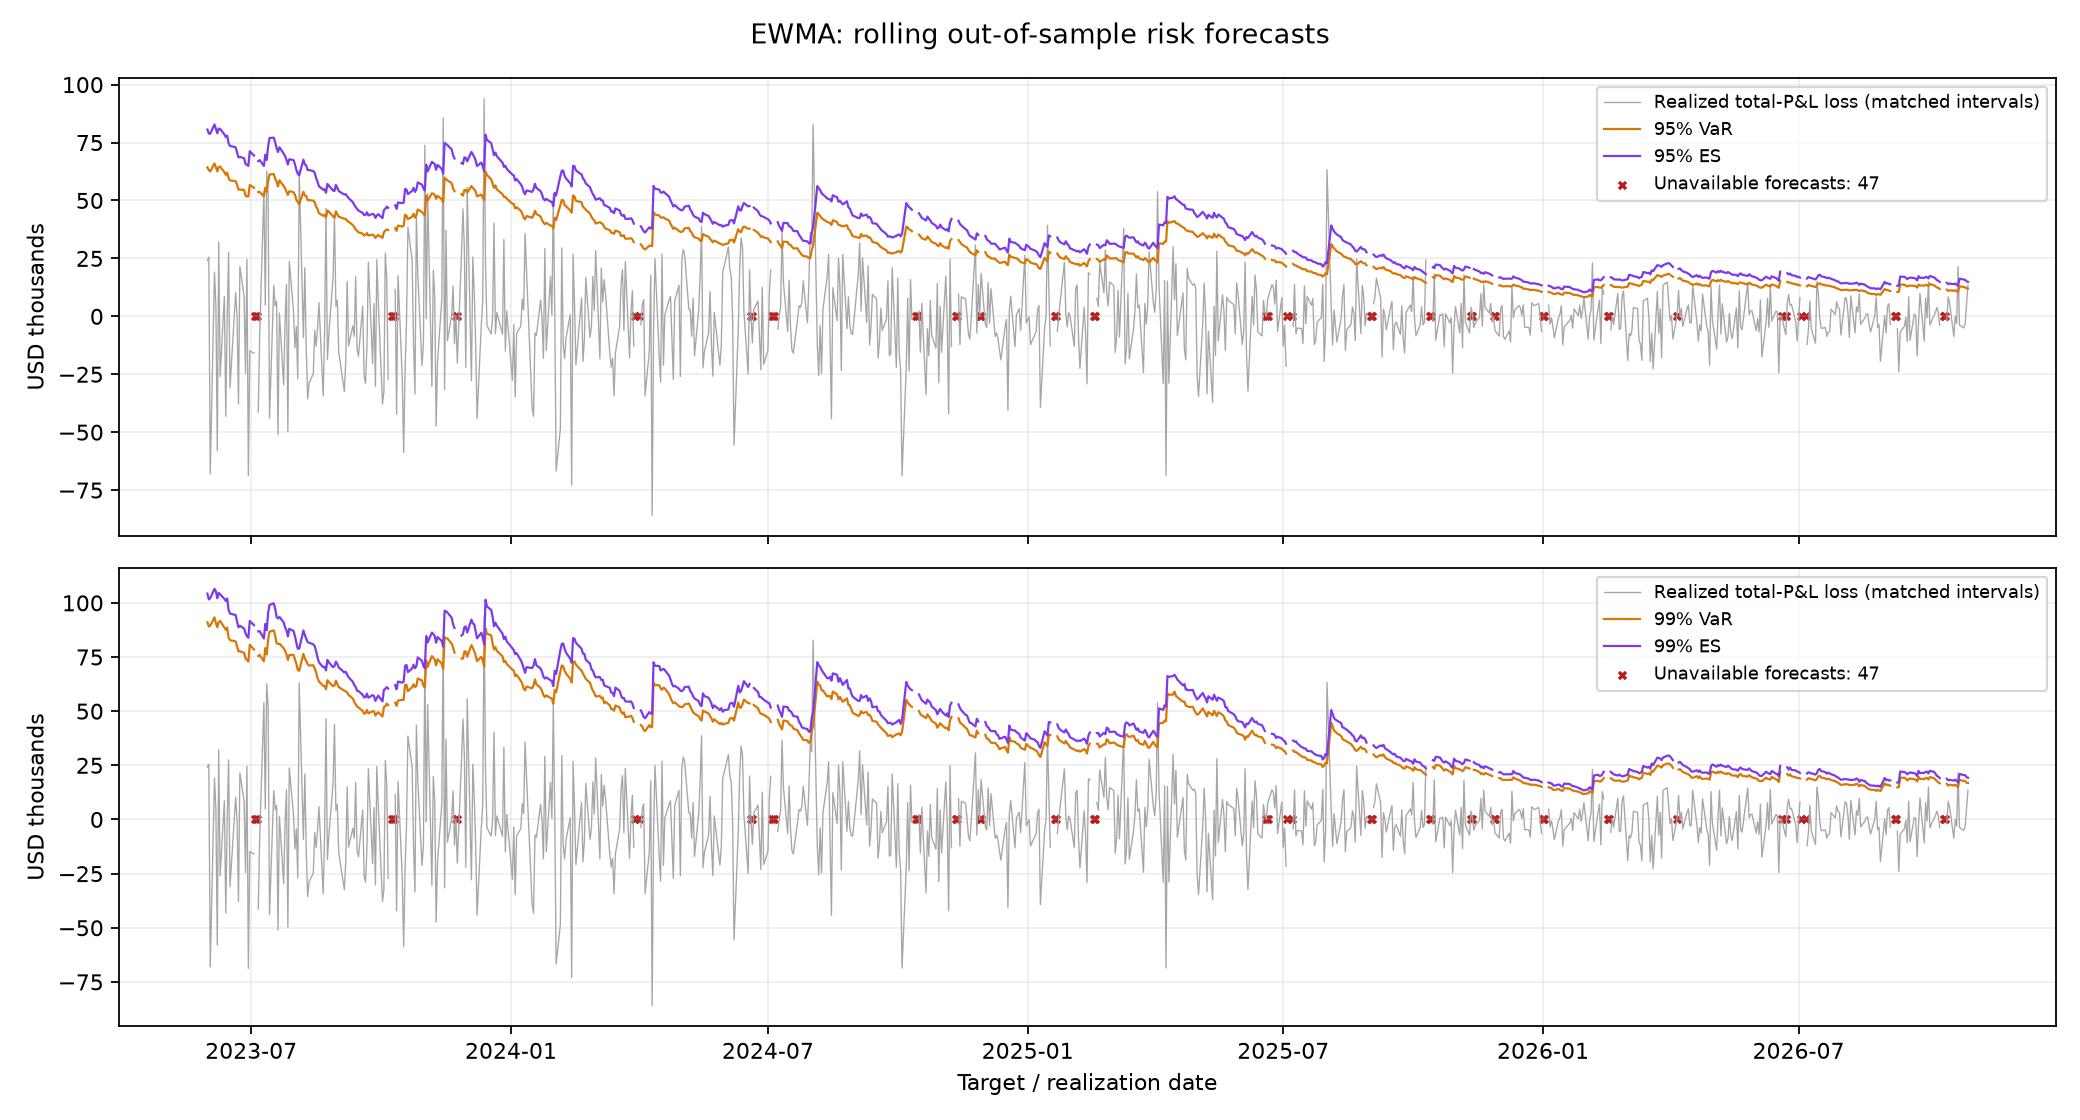 EWMA: rolling out-of-sample risk forecasts
100
75
50
25
0
−25
−50
−75
USD thousands
Realized total-P&L loss (matched intervals)
95% VaR
95% ES
Unavailable forecasts: 47
100
75
50
25
0
−25
−50
−75
USD thousands
Realized total-P&L loss (matched intervals)
99% VaR
99% ES
Unavailable forecasts: 47
2023-07 2024-01 2024-07 2025-01 2025-07 2026-01 2026-07
Target / realization date